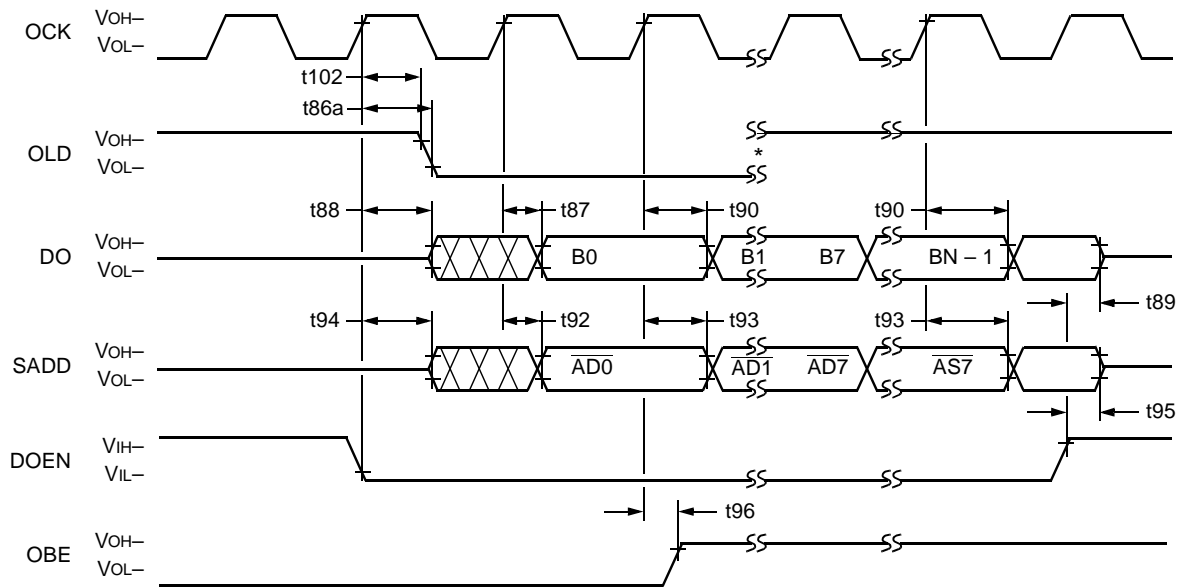 OCK
VOH–
VOL–
t102
t86a
OLD
VOH–
VOL–
*
t88
t87
t90
t90
DO
VOH–
VOL–
B0
B1
B7
BN – 1
t89
t94
t92
t93
t93
SADD
VOH–
VOL–
AD0
AD1
AD7
AS7
t95
DOEN
VIH–
VIL–
t96
OBE
VOH–
VOL–